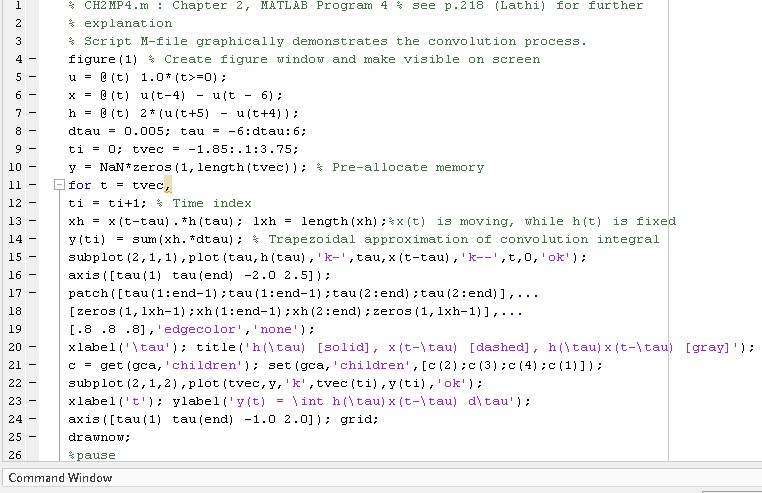 1 % CH2MP4.m : Chapter 2, MATLAB Program 4 % see p.218 (Lathi) for further
2 % explanation
3 % Script M-file graphically demonstrates the convolution process.
4 - figure(1) % Create figure window and make visible on screen
5 - u = @(t) 1.0*(t>=0);
6 - x = @(t) u(t-4) - u(t - 6);
7 - h = @(t) 2*(u(t+5) - u(t+4));
8 - dtau = 0.005; tau = -6:dtau:6;
9 - ti = 0; tvec = -1.85:.1:3.75;
10 - y = NaN*zeros(1,length(tvec)); % Pre-allocate memory
11 - for t = tvec,
12 - ti = ti+1; % Time index
13 - xh = x(t-tau).*h(tau); lxh = length(xh);%x(t) is moving, while h(t) is fixed
14 - y(ti) = sum(xh.*dtau); % Trapezoidal approximation of convolution integral
15 - subplot(2,1,1),plot(tau,h(tau),'k-',tau,x(t-tau),'k--',t,0,'ok');
16 - axis([tau(1) tau(end) -2.0 2.5]);
17 - patch([tau(1:end-1);tau(1:end-1);tau(2:end);tau(2:end)],...
18 [zeros(1,lxh-1);xh(1:end-1);xh(2:end);zeros(1,lxh-1)],...
19 [.8 .8 .8],'edgecolor','none');
20 - xlabel('\tau'); title('h(\tau) [solid], x(t-\tau) [dashed], h(\tau)x(t-\tau) [gray]');
21 - c = get(gca,'children'); set(gca,'children',[c(2);c(3);c(4);c(1)]);
22 - subplot(2,1,2),plot(tvec,y,'k',tvec(ti),y(ti),'ok');
23 - xlabel('t'); ylabel('y(t) = \int h(\tau)x(t-\tau) d\tau');
24 - axis([tau(1) tau(end) -1.0 2.0]); grid;
25 - drawnow;
26 %pause
Command Window